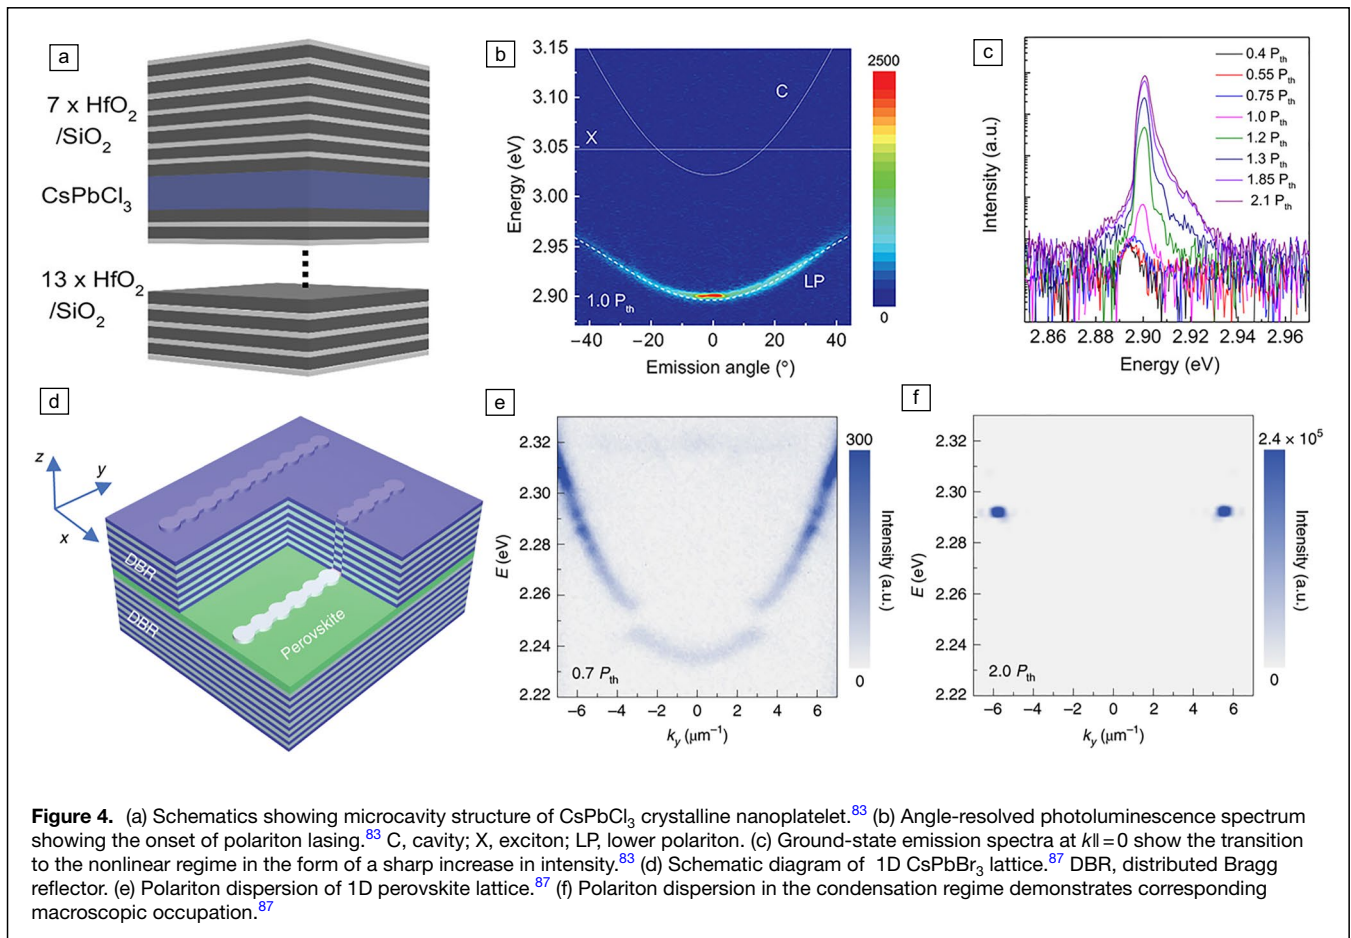 a
7 x HfO2
/SiO2
CsPbCl3
13 x HfO2
/SiO2
b
3.15
3.10
3.05
3.00
2.95
2.90
Energy (eV)
C
X
LP
1.0 Pth
−40
−20
0
20
40
Emission angle (°)
2500
0
c
Intensity (a.u.)
0.4 Pth
0.55 Pth
0.75 Pth
1.0 Pth
1.2 Pth
1.3 Pth
1.85 Pth
2.1 Pth
2.86 2.88 2.90 2.92 2.94 2.96
Energy (eV)
d
z
y
x
DBR
DBR
Perovskite
e
2.32
2.30
2.28
2.26
2.24
2.22
E (eV)
0.7 Pth
−6 −4 −2 0 2 4 6
ky (μm−1)
300
Intensity (a.u.)
0
f
2.32
2.30
2.28
2.26
2.24
2.22
E (eV)
2.0 Pth
−6 −4 −2 0 2 4 6
ky (μm−1)
2.4 × 10⁵
Intensity (a.u.)
0
Figure 4. (a) Schematics showing microcavity structure of CsPbCl3 crystalline nanoplatelet.83 (b) Angle-resolved photoluminescence spectrum
showing the onset of polariton lasing.83 C, cavity; X, exciton; LP, lower polariton. (c) Ground-state emission spectra at k‖ = 0 show the transition
to the nonlinear regime in the form of a sharp increase in intensity.83 (d) Schematic diagram of 1D CsPbBr3 lattice.87 DBR, distributed Bragg
reflector. (e) Polariton dispersion of 1D perovskite lattice.87 (f) Polariton dispersion in the condensation regime demonstrates corresponding
macroscopic occupation.87